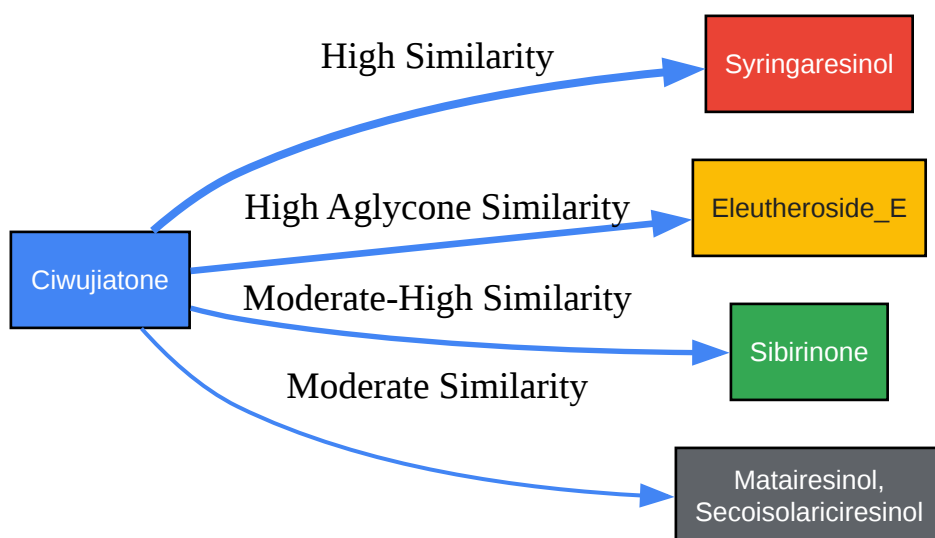 High Similarity
Syringaresinol
High Aglycone Similarity
Eleutheroside_E
Ciwujiatone
Moderate-High Similarity
Sibirinone
Moderate Similarity
Matairesinol,
Secoisolariciresinol